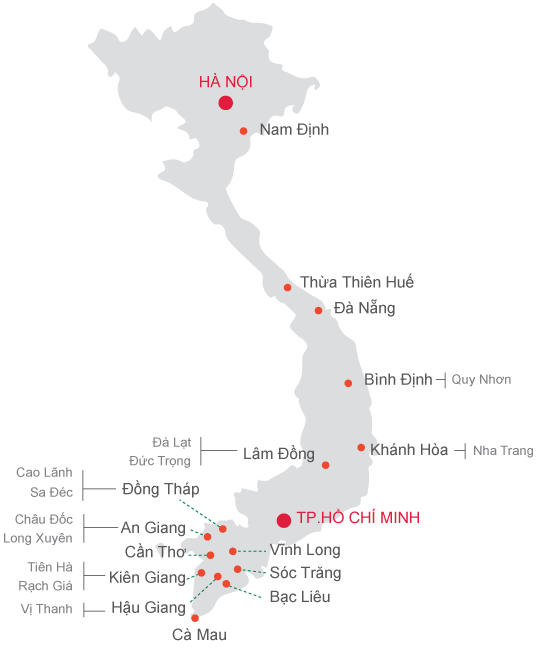 HÀ NỘI
Nam Định
Thừa Thiên Huế
Đà Nẵng
Bình Định
Quy Nhơn
Đà Lạt
Đức Trọng
Lâm Đồng
Khánh Hòa
Nha Trang
Cao Lãnh
Sa Đéc
Đồng Tháp
TP.HỒ CHÍ MINH
Châu Đốc
Long Xuyên
An Giang
Cần Thơ
Vĩnh Long
Tiên Hà
Rạch Giá
Kiên Giang
Sóc Trăng
Vị Thanh
Hậu Giang
Bạc Liêu
Cà Mau